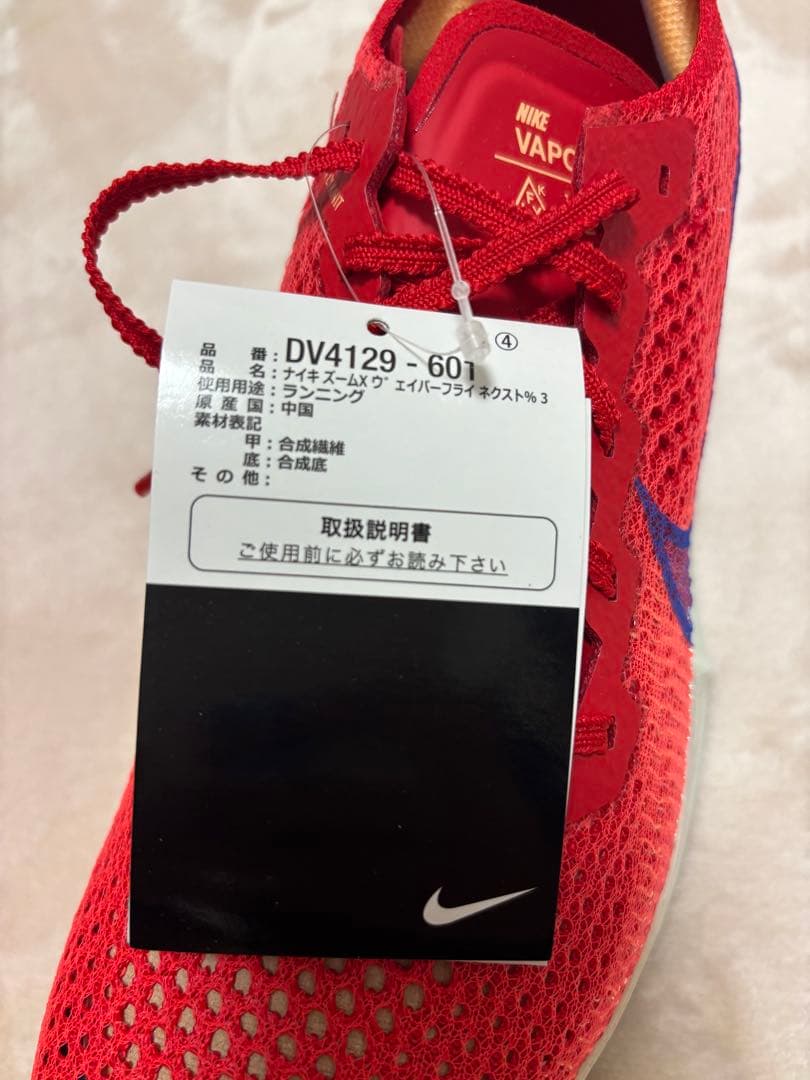 NIKE
VAPO
FK
④
品 番 : DV4129 - 601
品 名 : ナイキ ズームX ウ゛ェイパーフライ ネクスト% 3
使用用途 : ランニング
原 産 国 : 中国
素材表記
甲 : 合成繊維
底 : 合成底
そ の 他 :
取扱説明書
ご使用前に必ずお読み下さい